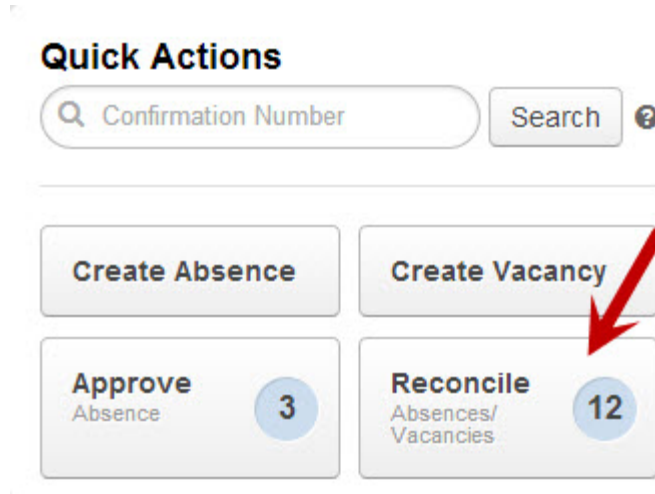 Quick Actions
Confirmation Number
Search
?
Create Absence
Create Vacancy
Approve
Absence
3
Reconcile
Absences/
Vacancies
12